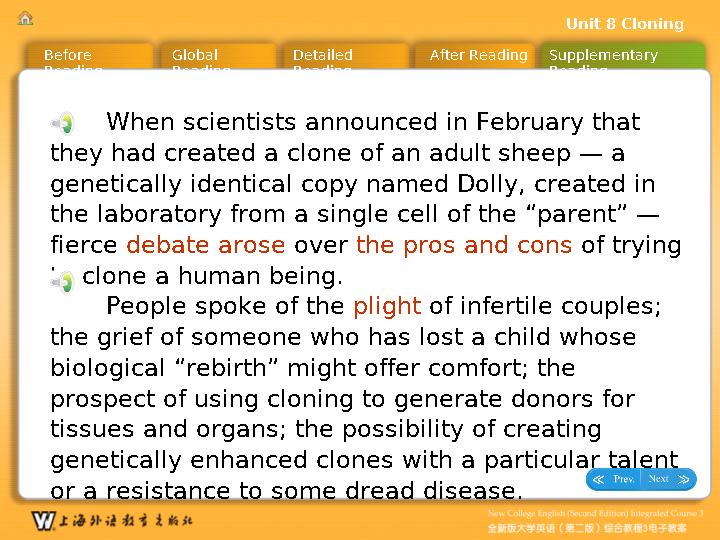 Unit 8 Cloning
Before Reading
Global Reading
Detailed Reading
After Reading
Supplementary Reading
When scientists announced in February that
they had created a clone of an adult sheep — a
genetically identical copy named Dolly, created in
the laboratory from a single cell of the “parent” —
fierce debate arose over the pros and cons of trying
clone a human being.
People spoke of the plight of infertile couples;
the grief of someone who has lost a child whose
biological “rebirth” might offer comfort; the
prospect of using cloning to generate donors for
tissues and organs; the possibility of creating
genetically enhanced clones with a particular talent
or a resistance to some dread disease.
Prev. Next
上海外语教育出版社
New College English (Second Edition) Integrated Course 3
全新版大学英语（第二版）综合教程3电子教案